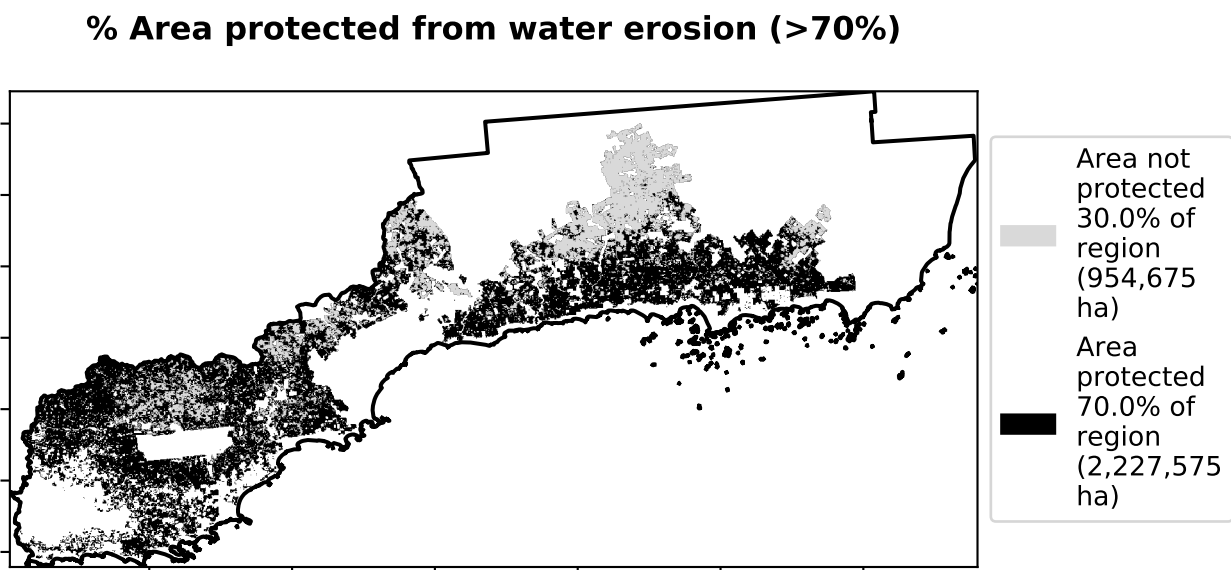 % Area protected from water erosion (>70%)
Area not
protected
30.0% of
region
(954,675
ha)
Area
protected
70.0% of
region
(2,227,575
ha)